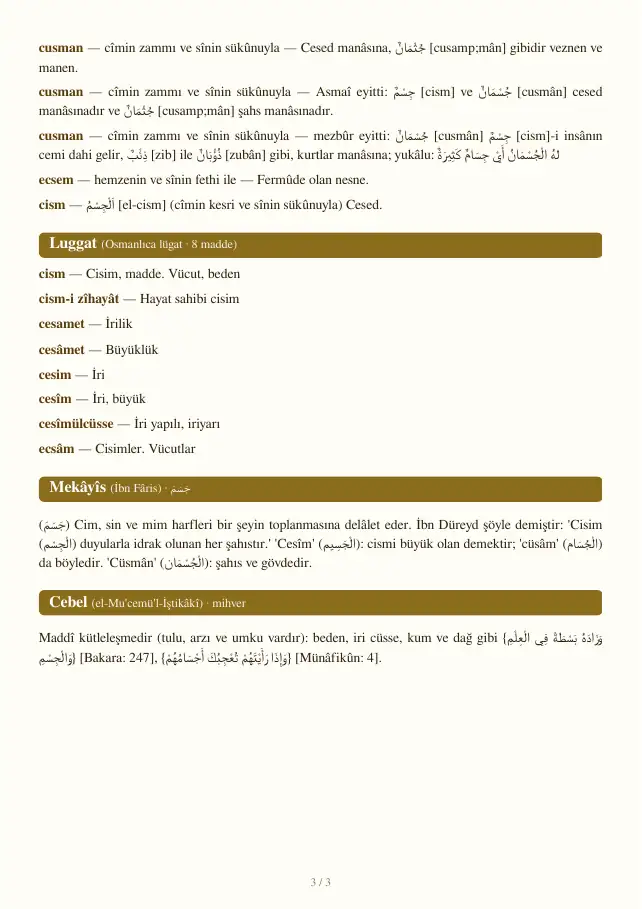 cusman — cîmin zammı ve sînin sükûnuyla — Cesed manâsına, جُثْمَانٌ [cusamp;mân] gibidir veznen ve
manen.
cusman — cîmin zammı ve sînin sükûnuyla — Asmaî eyitti: جِسْمٌ [cism] ve جُسْمَانٌ [cusmân] cesed
manâsınadır ve جُثْمَانٌ [cusamp;mân] şahs manâsınadır.
cusman — cîmin zammı ve sînin sükûnuyla — mezbûr eyitti: جُسْمَانٌ [cusmân] جِسْمٌ [cism]-i insânın
cemi dahi gelir, ذِئْبٌ [zib] ile ذُؤْبَانٌ [zubân] gibi, kurtlar manâsına; yukâlu: لَهُ الْجُسْمَانُ أَيْ جِسَامٌ كَثِيرَةٌ
ecsem — hemzenin ve sînin fethi ile — Fermûde olan nesne.
cism — اَلْجِسْمُ [el-cism] (cîmin kesri ve sînin sükûnuyla) Cesed.
Luggat (Osmanlıca lügat · 8 madde)
cism — Cisim, madde. Vücut, beden
cism-i zîhayât — Hayat sahibi cisim
cesamet — İrilik
cesâmet — Büyüklük
cesim — İri
cesîm — İri, büyük
cesîmülcüsse — İri yapılı, iriyarı
ecsâm — Cisimler. Vücutlar
Mekâyîs (İbn Fâris) · جَسَمَ
(جَسَمَ) Cim, sin ve mim harfleri bir şeyin toplanmasına delâlet eder. İbn Düreyd şöyle demiştir: 'Cisim
(الْجِسْم) duyularla idrak olunan her şahıstır.' 'Cesîm' (الْجَسِيم): cismi büyük olan demektir; 'cüsâm' (الْجُسَام)
da böyledir. 'Cüsmân' (الْجُسْمَان): şahıs ve gövdedir.
Cebel (el-Mu'cemü'l-İştikâkî) · mihver
Maddî kütleleşmedir (tulu, arzı ve umku vardır): beden, iri cüsse, kum ve dağ gibi {وَزَادَهُ بَسْطَةً فِي الْعِلْمِ
وَالْجِسْمِ} [Bakara: 247], {وَإِذَا رَأَيْتَهُمْ تُعْجِبُكَ أَجْسَامُهُمْ} [Münâfikûn: 4].
3 / 3